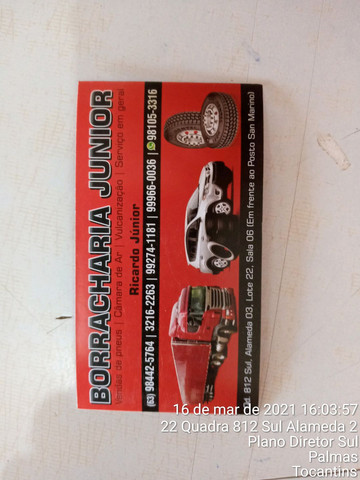 BORRACHARIA JUNIOR
Vendas de pneus | Câmara de Ar | Vulcanização | Serviço em geral
Ricardo Júnior
(63) 98442-5764 | 3216-2263 | 99274-1181 | 99966-0036 | 98105-3316
Qd. 812 Sul, Alameda 03, Lote 22, Sala 06 (Em frente ao Posto San Marino)
16 de mar de 2021 16:03:57
22 Quadra 812 Sul Alameda 2
Plano Diretor Sul
Palmas
Tocantins